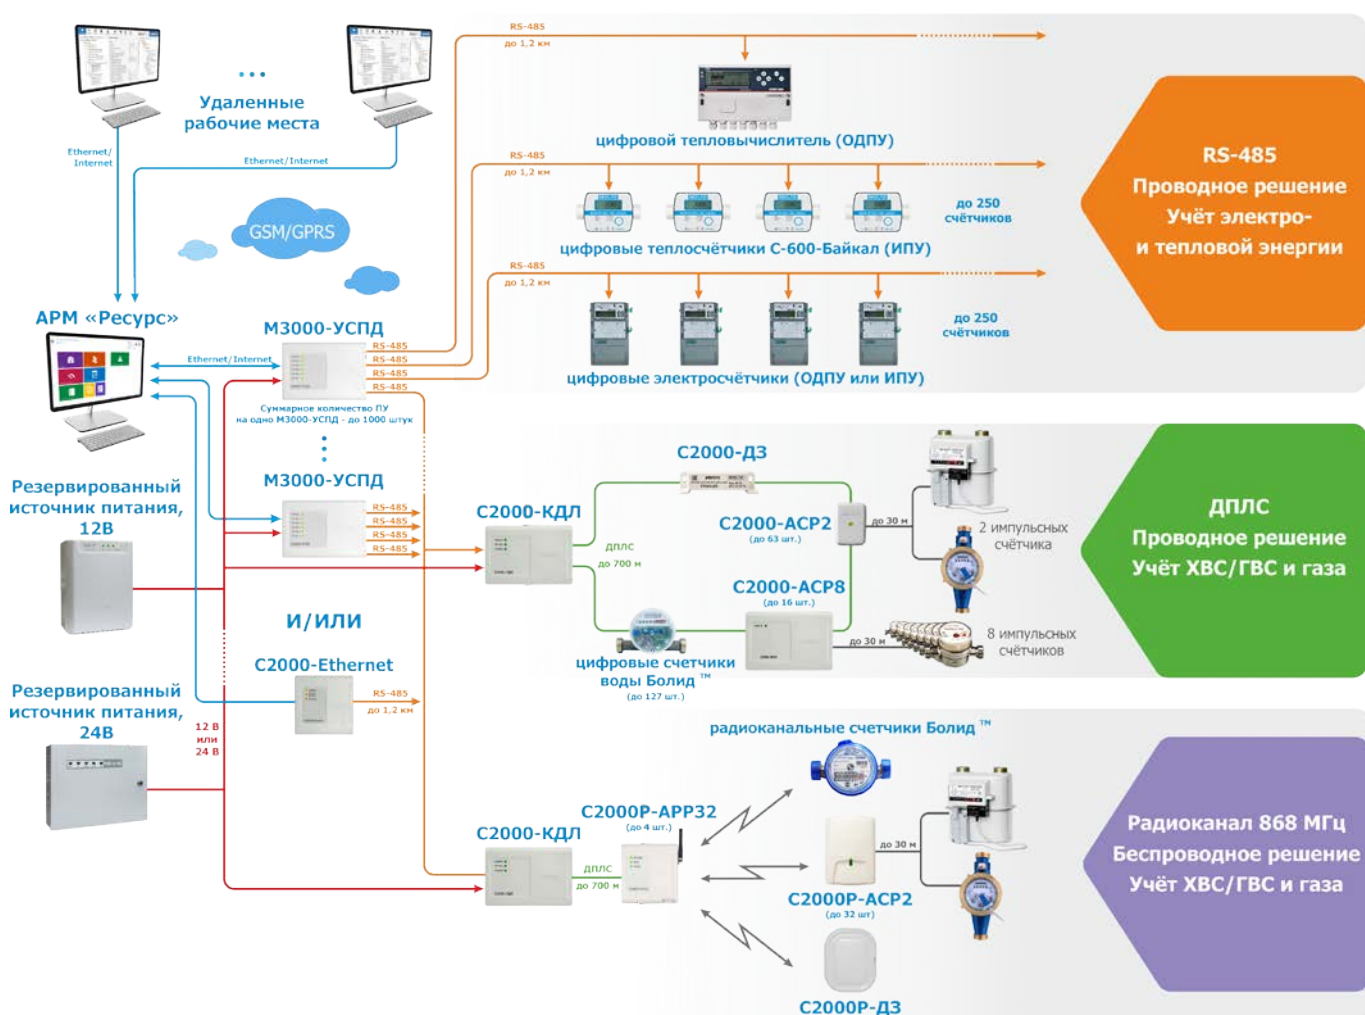 Удаленные
рабочие места
Ethernet/
Internet
Ethernet/Internet
GSM/GPRS
АРМ «Ресурс»
Ethernet/Internet
М3000-УСПД
RS-485
RS-485
RS-485
RS-485
Суммарное количество ПУ
на одно М3000-УСПД - до 1000 штук
М3000-УСПД
RS-485
RS-485
RS-485
RS-485
RS-485
до 1,2 км
цифровой тепловычислитель (ОДПУ)
RS-485
до 1,2 км
до 250
счётчиков
цифровые теплосчётчики С-600-Байкал (ИПУ)
RS-485
до 1,2 км
до 250
счётчиков
цифровые электросчётчики (ОДПУ или ИПУ)
RS-485
Проводное решение
Учёт электро-
и тепловой энергии
Резервированный
источник питания,
12В
И/ИЛИ
С2000-Ethernet
RS-485
до 1,2 км
Резервированный
источник питания,
24В
12 В
или
24 В
С2000-КДЛ
ДПЛС
до 700 м
С2000-ДЗ
С2000-АСР2
(до 63 шт.)
до 30 м
2 импульсных
счётчика
С2000-АСР8
(до 16 шт.)
до 30 м
8 импульсных
счётчиков
цифровые счетчики
воды Болид ™
(до 127 шт.)
ДПЛС
Проводное решение
Учёт ХВС/ГВС и газа
радиоканальные счетчики Болид ™
С2000Р-АРР32
(до 4 шт.)
С2000-КДЛ
ДПЛС
до 700 м
до 30 м
С2000Р-АСР2
(до 32 шт)
С2000Р-ДЗ
Радиоканал 868 МГц
Беспроводное решение
Учёт ХВС/ГВС и газа